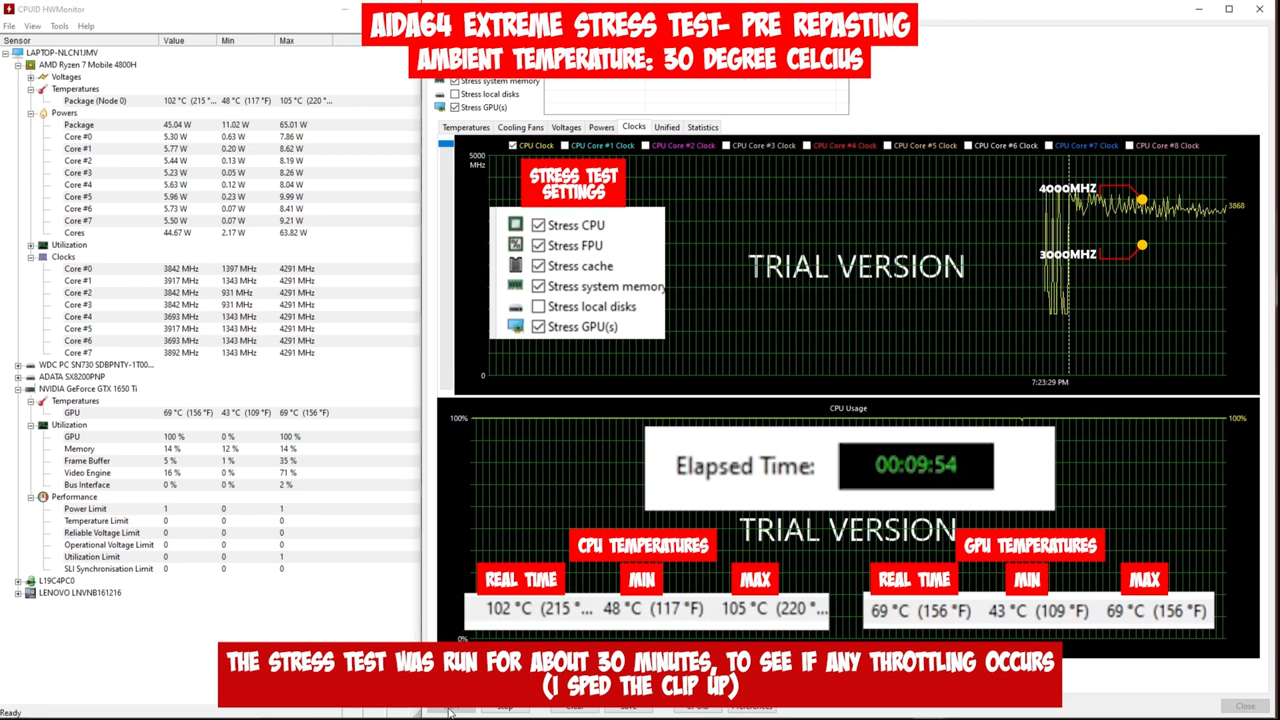 CPUID HWMonitor
File Edit View Tools Help
Sensor Value Min Max
LAPTOP-NLCN1JMV
AMD Ryzen 7 Mobile 4800H
Voltages
Temperatures
Package (Node 0) 102 °C (215 °... 48 °C (117 °F) 105 °C (220 °...
Powers
Package 45.04 W 11.02 W 65.01 W
Core #0 5.30 W 0.63 W 7.86 W
Core #1 5.77 W 0.20 W 8.62 W
Core #2 5.44 W 0.13 W 8.19 W
Core #3 5.23 W 0.05 W 8.26 W
Core #4 5.63 W 0.12 W 8.04 W
Core #5 5.96 W 0.23 W 9.99 W
Core #6 5.73 W 0.07 W 8.41 W
Core #7 5.50 W 0.07 W 9.21 W
Cores 44.67 W 2.17 W 63.82 W
Utilization
Clocks
Core #0 3842 MHz 1397 MHz 4291 MHz
Core #1 3917 MHz 1343 MHz 4291 MHz
Core #2 3842 MHz 931 MHz 4291 MHz
Core #3 3842 MHz 931 MHz 4291 MHz
Core #4 3693 MHz 1343 MHz 4291 MHz
Core #5 3917 MHz 1343 MHz 4291 MHz
Core #6 3917 MHz 1343 MHz 4291 MHz
Core #7 3892 MHz 1343 MHz 4291 MHz
WDC PC SN730 SDBPNTY-1T00...
ADATA SX8200PNP
NVIDIA GeForce GTX 1650 Ti
Temperatures
GPU 69 °C (156 °F) 43 °C (109 °F) 69 °C (156 °F)
Utilization
GPU 100 % 0 % 100 %
Memory 14 % 12 % 14 %
Frame Buffer 5 % 1 % 35 %
Video Engine 16 % 0 % 71 %
Bus Interface 0 % 0 % 2 %
Performance
Power Limit 1 0 1
Temperature Limit 0 0 0
Reliable Voltage Limit 0 0 0
Operational Voltage Limit 0 0 0
Utilization Limit 0 0 1
SLI Synchronisation Limit 0 0 0
L19C4PC0
LENOVO LNVNB161216
Ready
AIDA64 EXTREME STRESS TEST- PRE REPASTING
AMBIENT TEMPERATURE: 30 DEGREE CELCIUS
Stress system memory
Stress local disks
Stress GPU(s)
Temperatures Cooling Fans Voltages Powers Clocks Unified Statistics
CPU Clock CPU Core #1 Clock CPU Core #2 Clock CPU Core #3 Clock CPU Core #4 Clock CPU Core #5 Clock CPU Core #6 Clock CPU Core #7 Clock CPU Core #8 Clock
5000
MHz
STRESS TEST
SETTINGS
Stress CPU
Stress FPU
Stress cache
Stress system memory
Stress local disks
Stress GPU(s)
TRIAL VERSION
4000MHZ
3868
3000MHZ
0
7:23:29 PM
CPU Usage
100% 100%
Elapsed Time: 00:09:54
TRIAL VERSION
CPU TEMPERATURES
REAL TIME MIN MAX
102 °C (215 °... 48 °C (117 °F) 105 °C (220 °...
GPU TEMPERATURES
REAL TIME MIN MAX
69 °C (156 °F) 43 °C (109 °F) 69 °C (156 °F)
0%
THE STRESS TEST WAS RUN FOR ABOUT 30 MINUTES, TO SEE IF ANY THROTTLING OCCURS
(I SPED THE CLIP UP)
Stop Clear Save CPUID Preferences Close